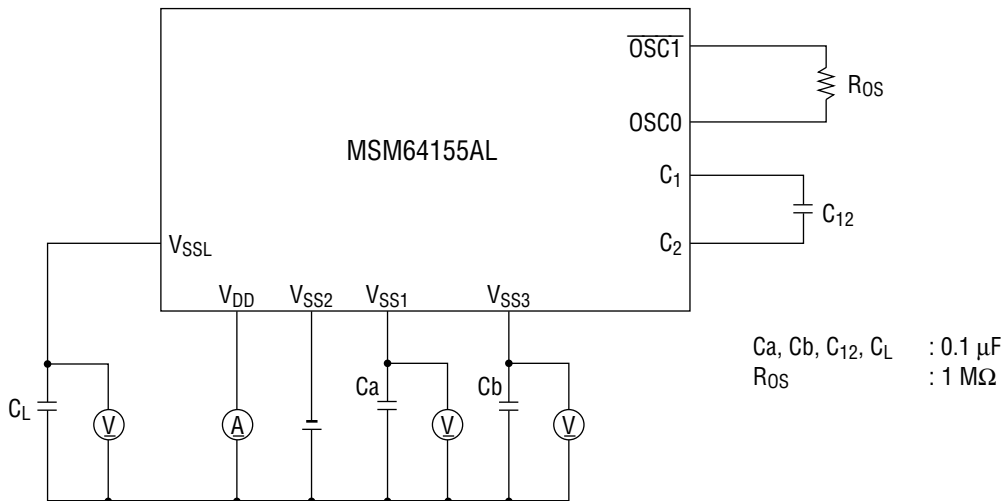 OSC1
R_OS
OSC0
MSM64155AL
C_1
C_12
C_2
V_SSL
V_DD V_SS2 V_SS1 V_SS3
Ca, Cb, C_12, C_L : 0.1 μF
R_OS : 1 MΩ
Ca Cb
C_L V A V V